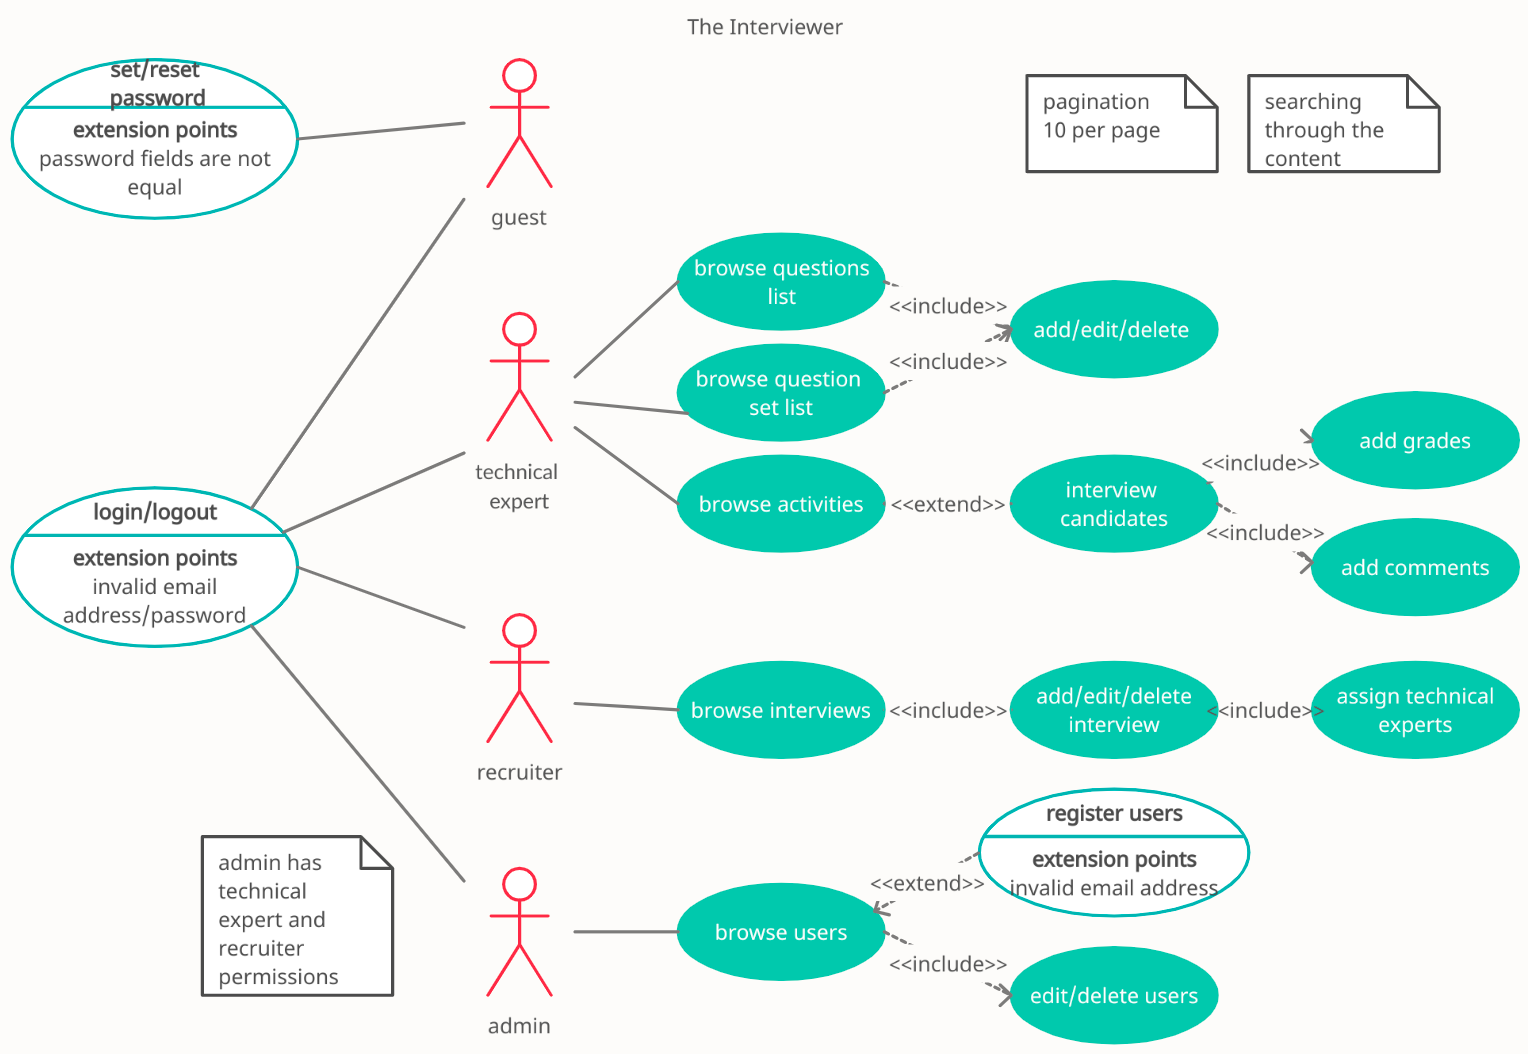 The Interviewer
set/reset
password
extension points
password fields are not
equal
guest
pagination
10 per page
searching
through the
content
browse questions
list
<<include>>
add/edit/delete
technical
expert
browse question
set list
<<include>>
browse activities
<<extend>>
interview
candidates
<<include>>
add grades
<<include>>
add comments
login/logout
extension points
invalid email
address/password
recruiter
browse interviews
<<include>>
add/edit/delete
interview
<<include>>
assign technical
experts
admin has
technical
expert and
recruiter
permissions
admin
browse users
<<extend>>
register users
extension points
invalid email address
<<include>>
edit/delete users